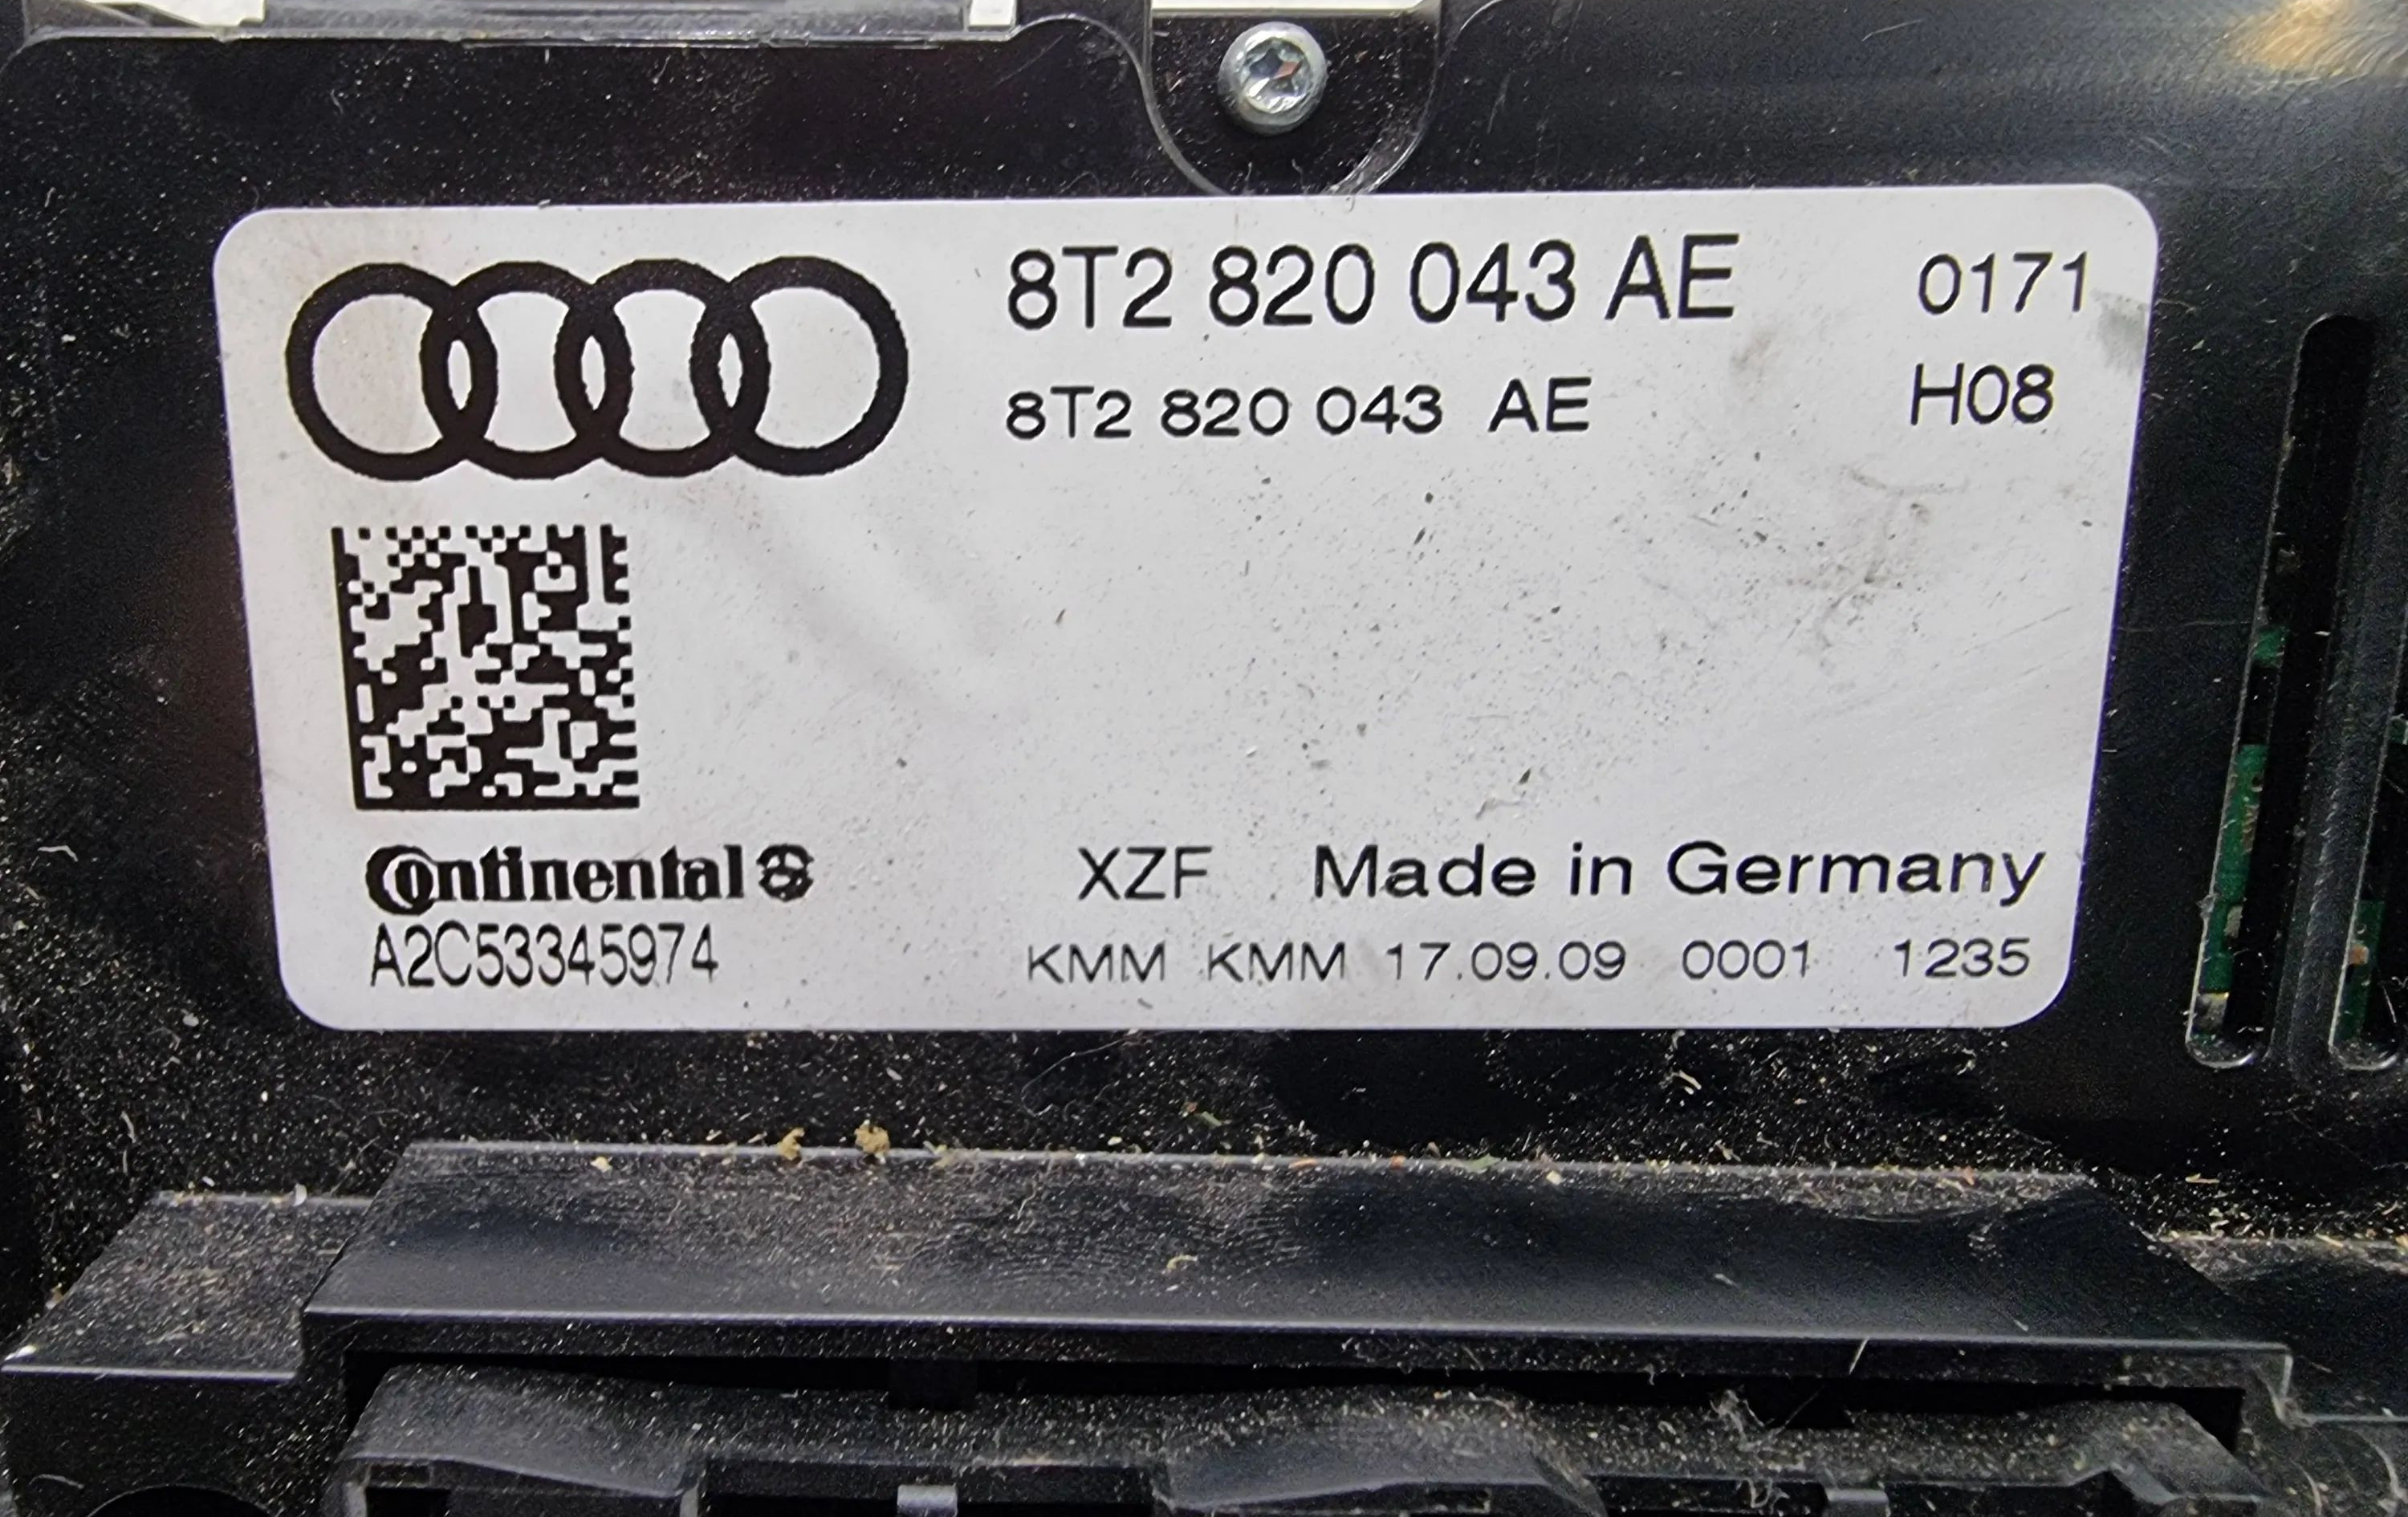 8T2 820 043 AE 0171
8T2 820 043 AE H08
Continental
XZF Made in Germany
A2C53345974
KMM KMM 17.09.09 0001 1235